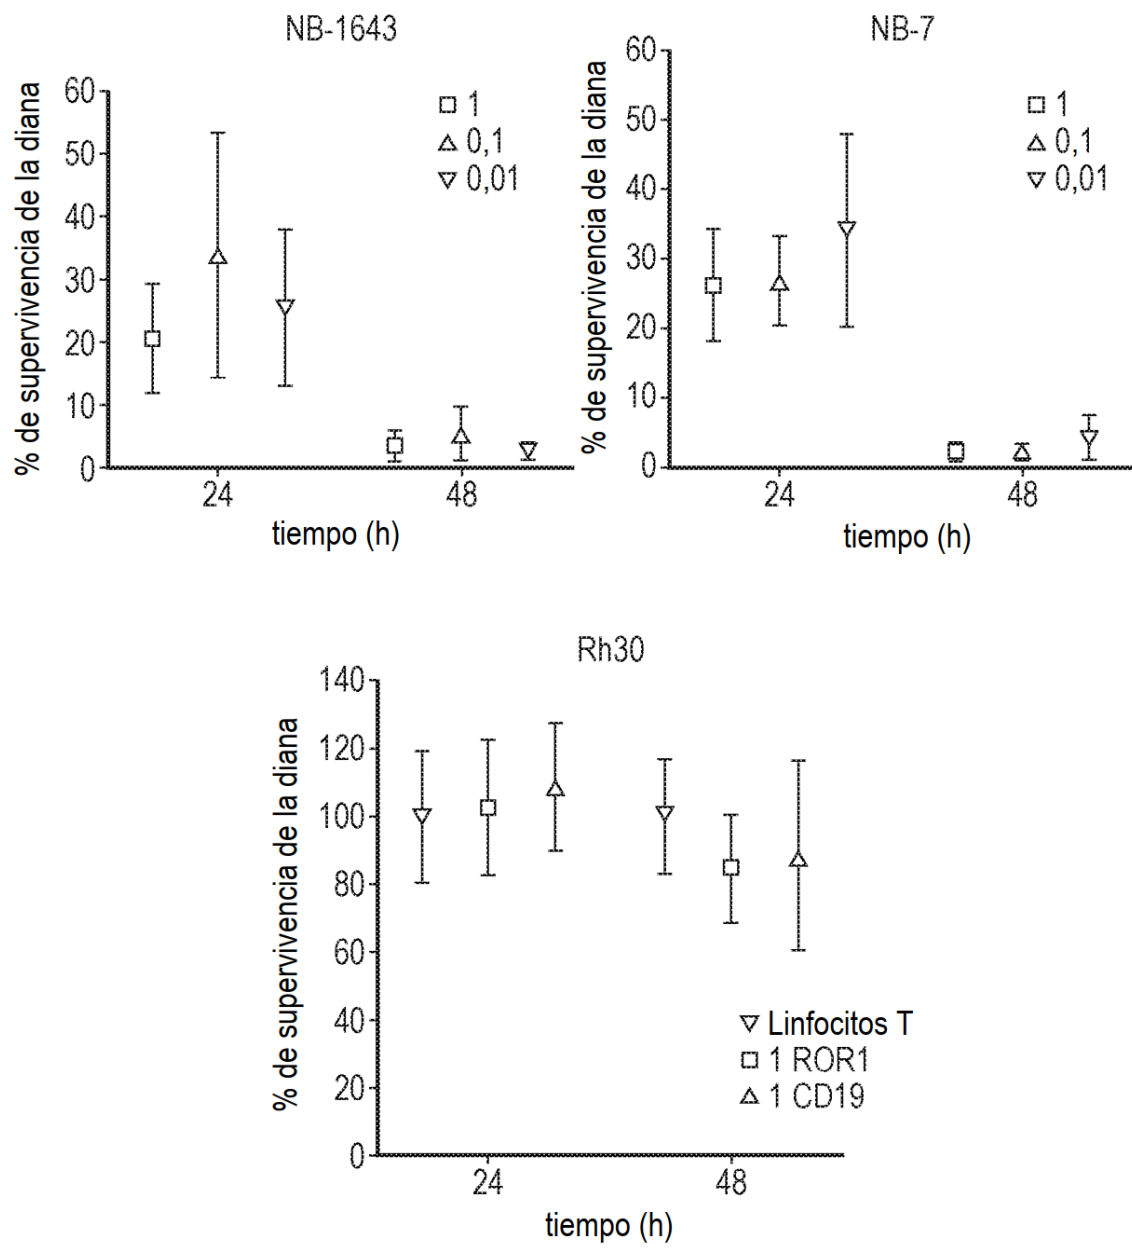 NB-1643
% de supervivencia de la diana
60
50
40
30
20
10
0
1
0,1
0,01
24
48
tiempo (h)
NB-7
% de supervivencia de la diana
60
50
40
30
20
10
0
1
0,1
0,01
24
48
tiempo (h)
Rh30
% de supervivencia de la diana
140
120
100
80
60
40
20
0
Linfocitos T
1 ROR1
1 CD19
24
48
tiempo (h)